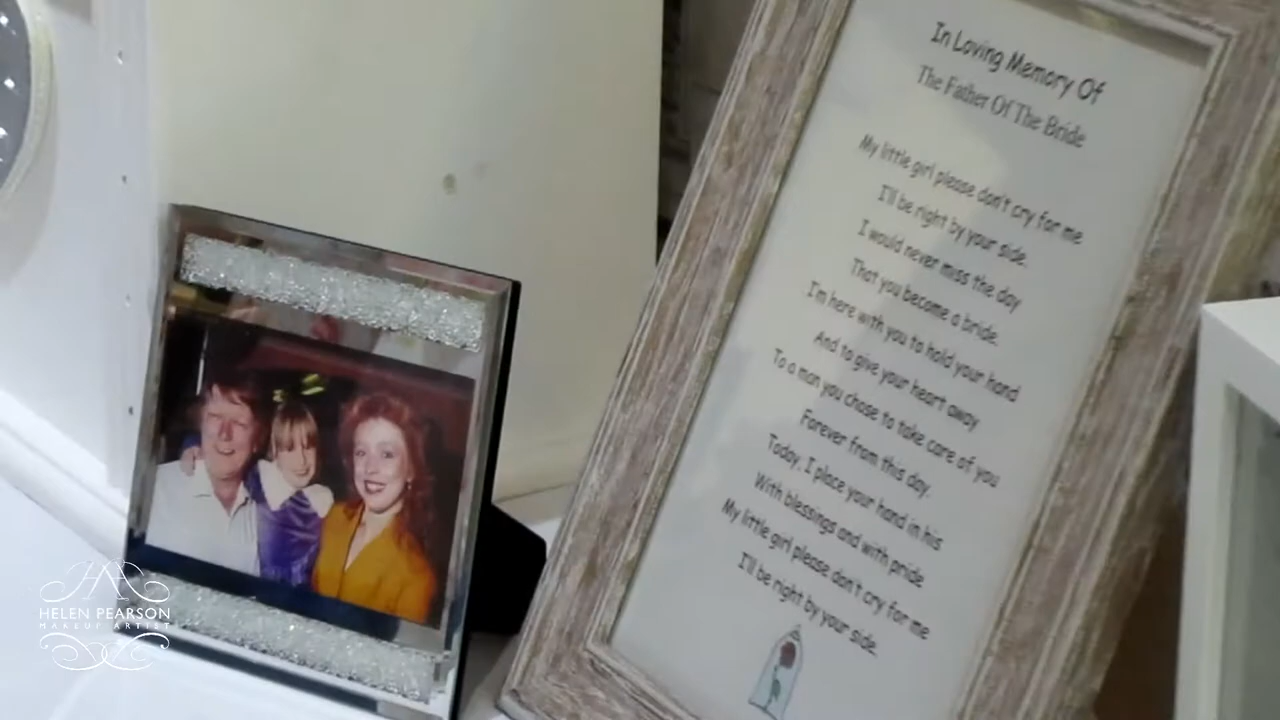 In Loving Memory Of
The Father Of The Bride
My little girl please don't cry for me
I'll be right by your side.
I would never miss the day
That you become a bride.
I'm here with you to hold your hand
And to give your heart away
To a man you chose to take care of you
Forever from this day.
Today, I place your hand in his
With blessings and with pride
My little girl please don't cry for me
I'll be right by your side.
HELEN PEARSON
MAKEUP ARTIST